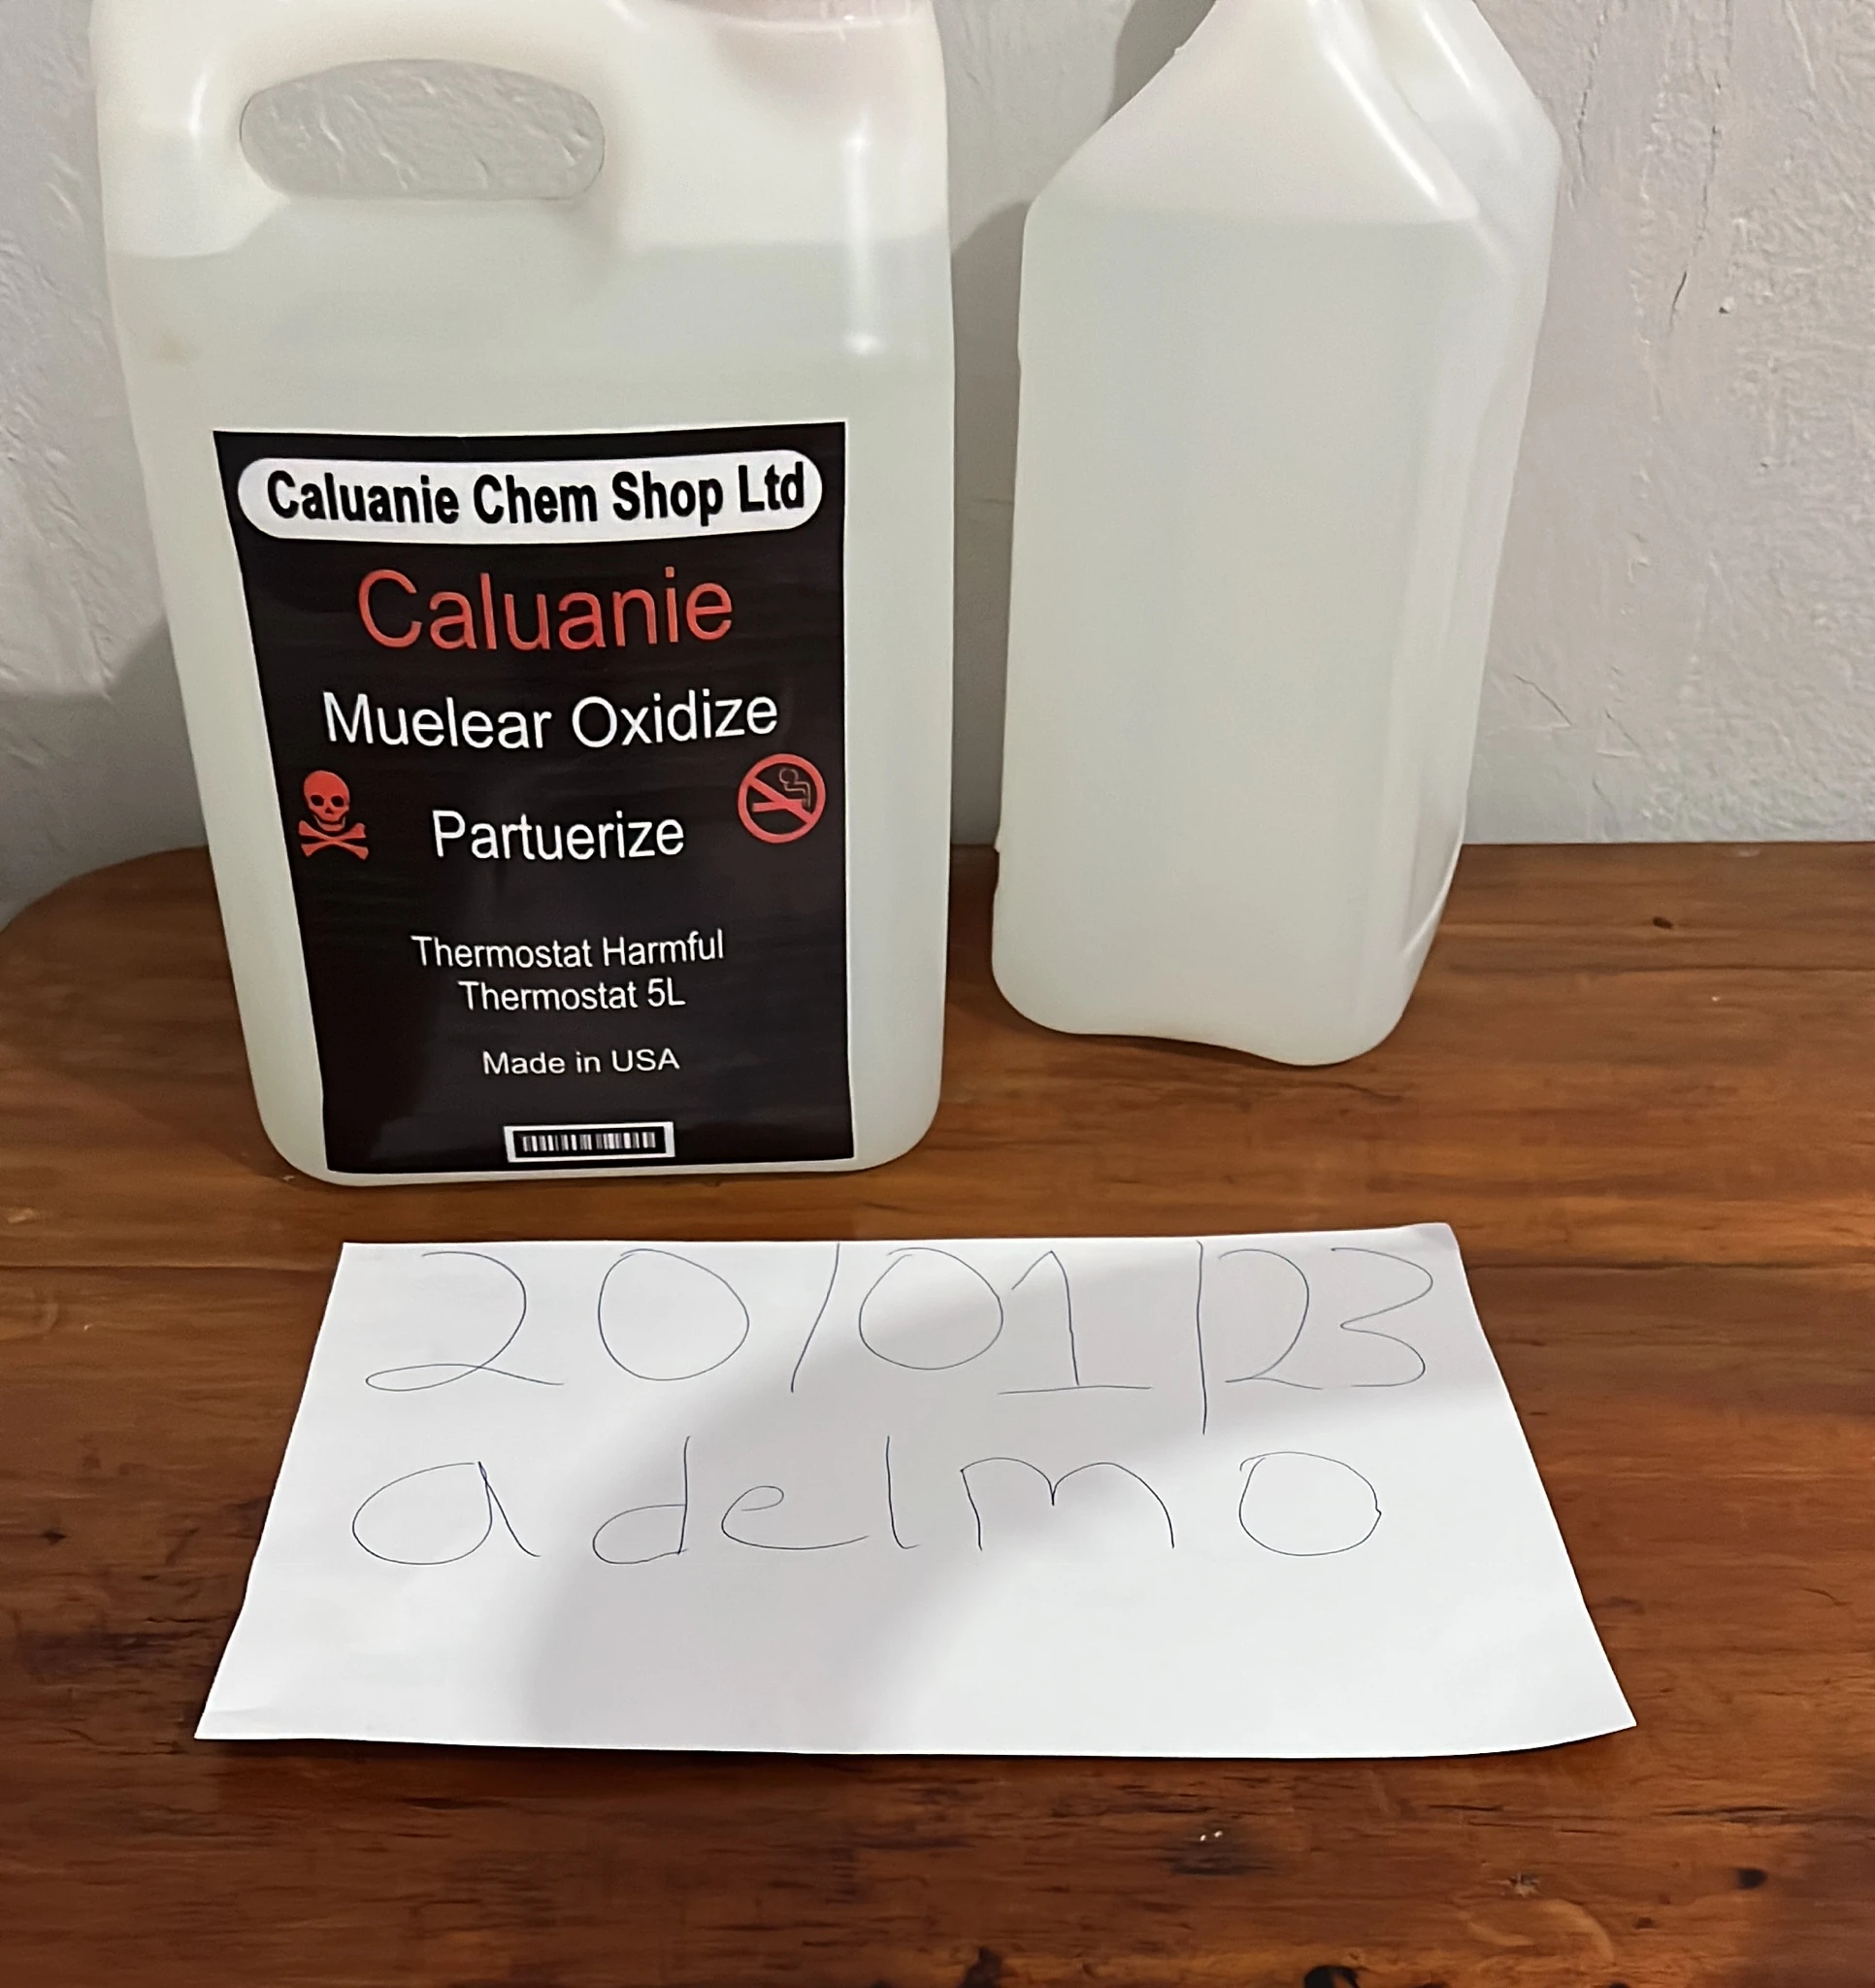 Caluanie Chem Shop Ltd
Caluanie
Muelear Oxidize
Partuerize
Thermostat Harmful
Thermostat 5L
Made in USA
20/01/23
adelmo